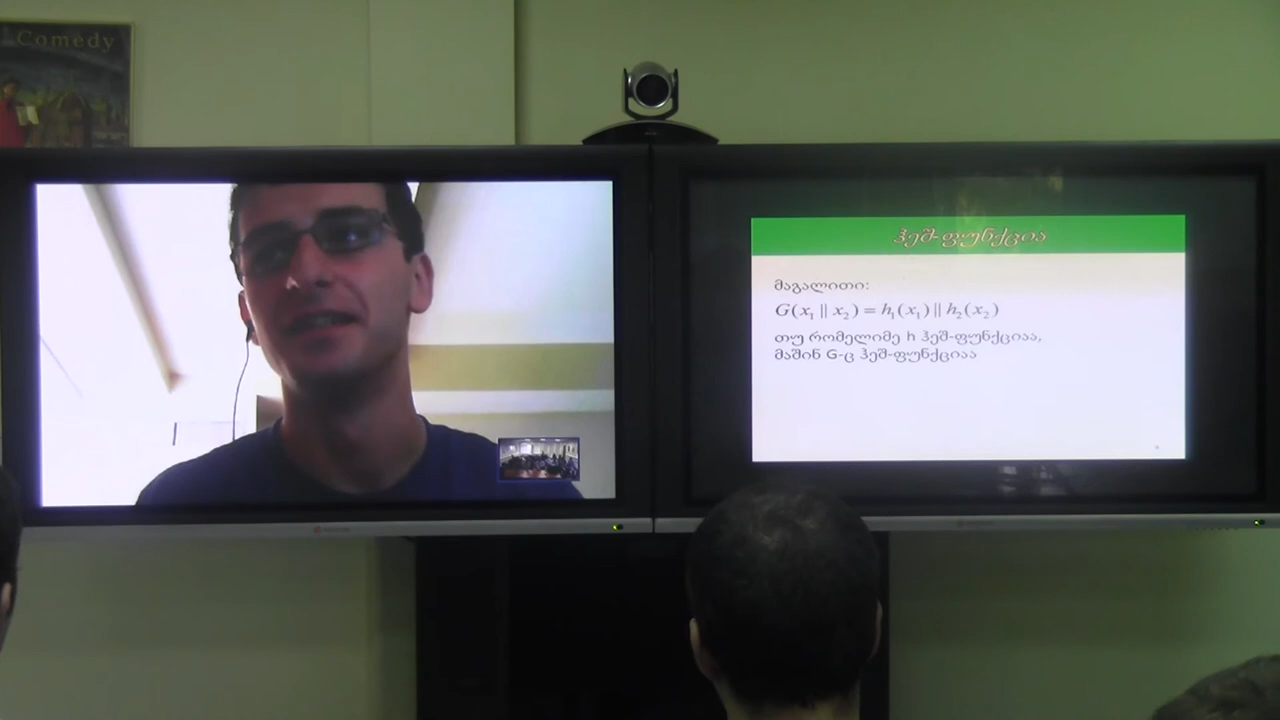 Comedy
ჰეშ-ფუნქცია
მაგალითი:
G(x₁ || x₂) = h₁(x₁) || h₂(x₂)
თუ რომელიმე h ჰეშ-ფუნქციაა,
მაშინ G-ც ჰეშ-ფუნქციაა